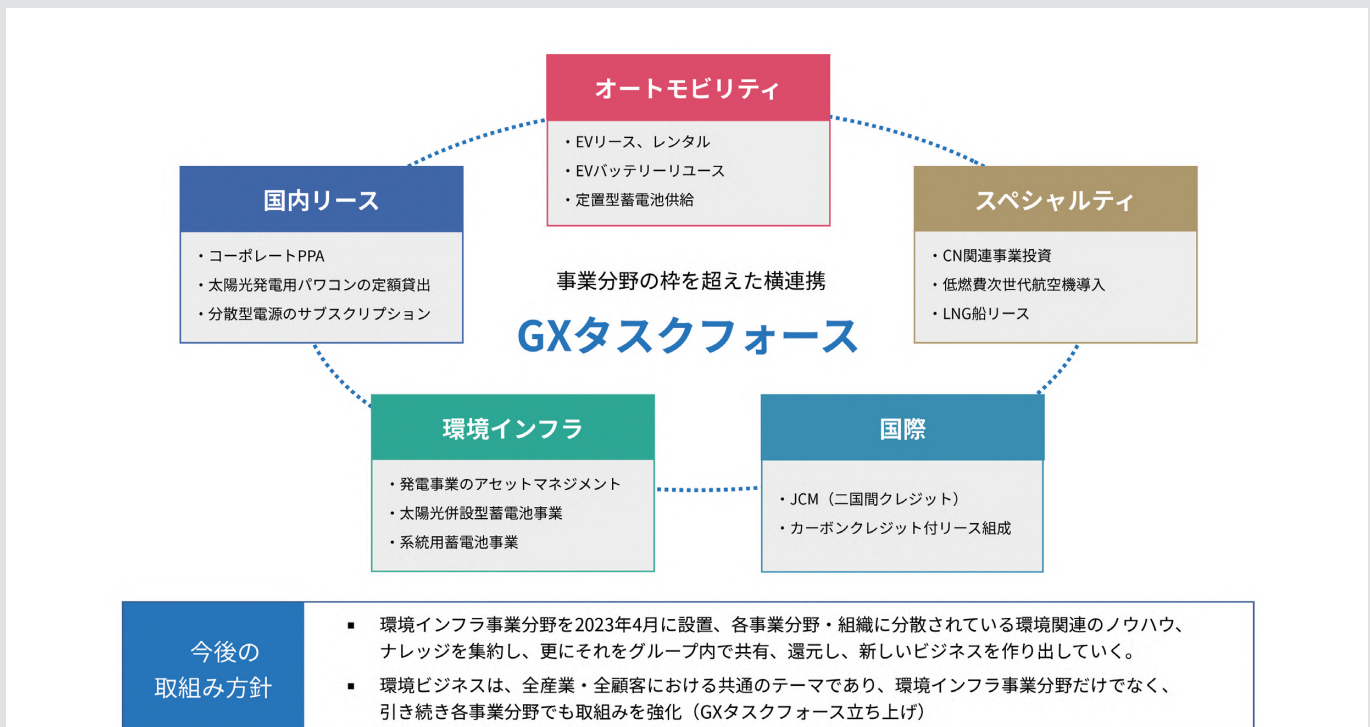 オートモビリティ
・EVリース、レンタル
・EVバッテリーリユース
・定置型蓄電池供給
国内リース
・コーポレートPPA
・太陽光発電用パワコンの定額貸出
・分散型電源のサブスクリプション
スペシャルティ
・CN関連事業投資
・低燃費次世代航空機導入
・LNG船リース
事業分野の枠を超えた横連携
GXタスクフォース
環境インフラ
・発電事業のアセットマネジメント
・太陽光併設型蓄電池事業
・系統用蓄電池事業
国際
・JCM（二国間クレジット）
・カーボンクレジット付リース組成
今後の
取組み方針
▪ 環境インフラ事業分野を2023年4月に設置、各事業分野・組織に分散されている環境関連のノウハウ、
ナレッジを集約し、更にそれをグループ内で共有、還元し、新しいビジネスを作り出していく。
▪ 環境ビジネスは、全産業・全顧客における共通のテーマであり、環境インフラ事業分野だけでなく、
引き続き各事業分野でも取組みを強化（GXタスクフォース立ち上げ）